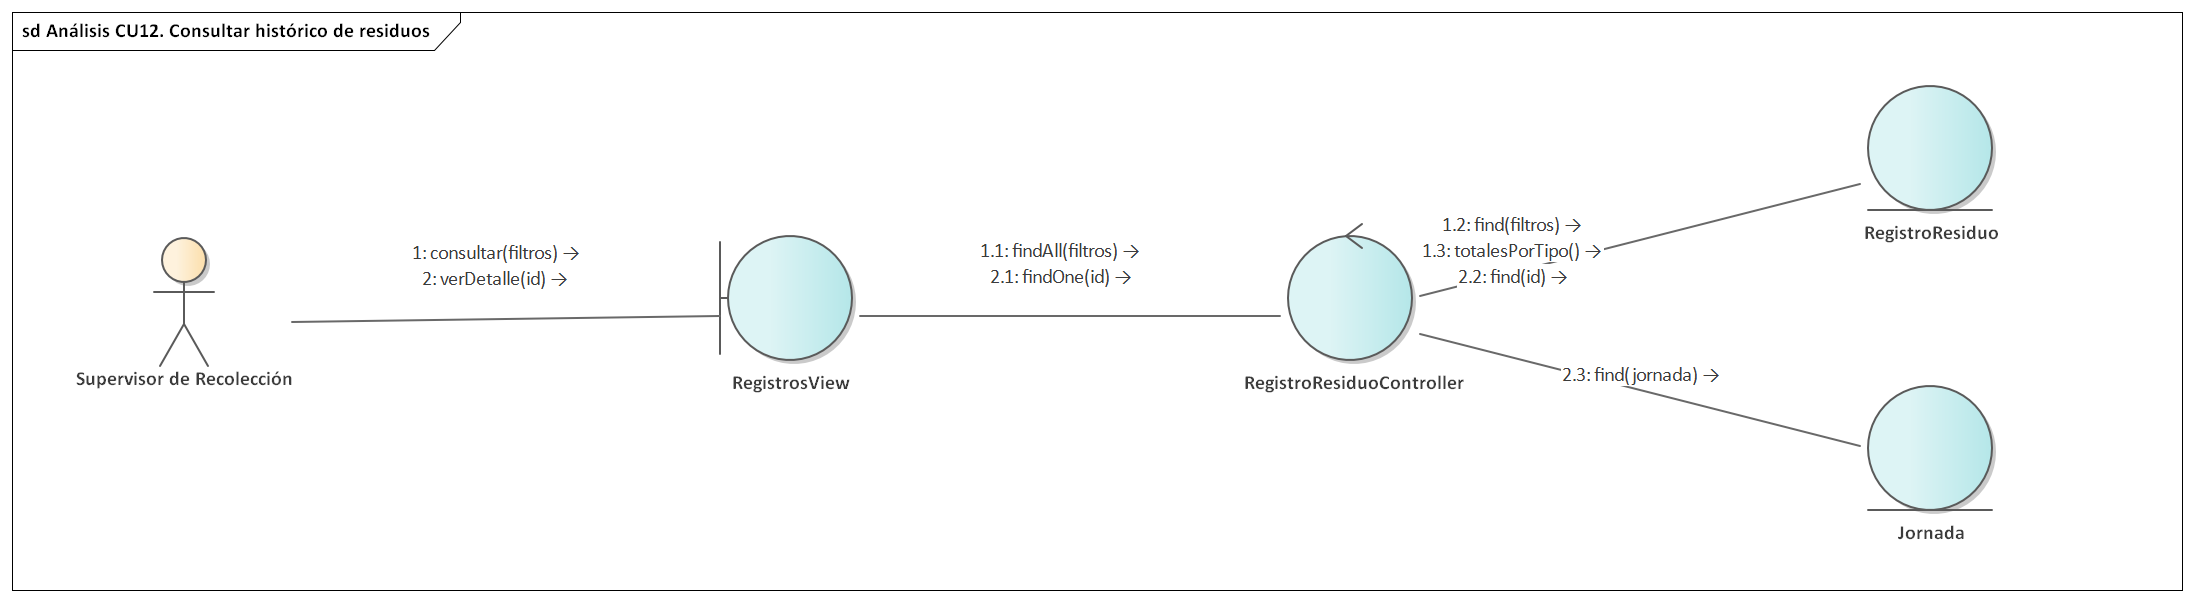 sd Análisis CU12. Consultar histórico de residuos
1: consultar(filtros) →
2: verDetalle(id) →
1.1: findAll(filtros) →
2.1: findOne(id) →
1.2: find(filtros) →
1.3: totalesPorTipo() →
2.2: find(id) →
2.3: find(jornada) →
Supervisor de Recolección
RegistrosView
RegistroResiduoController
RegistroResiduo
Jornada